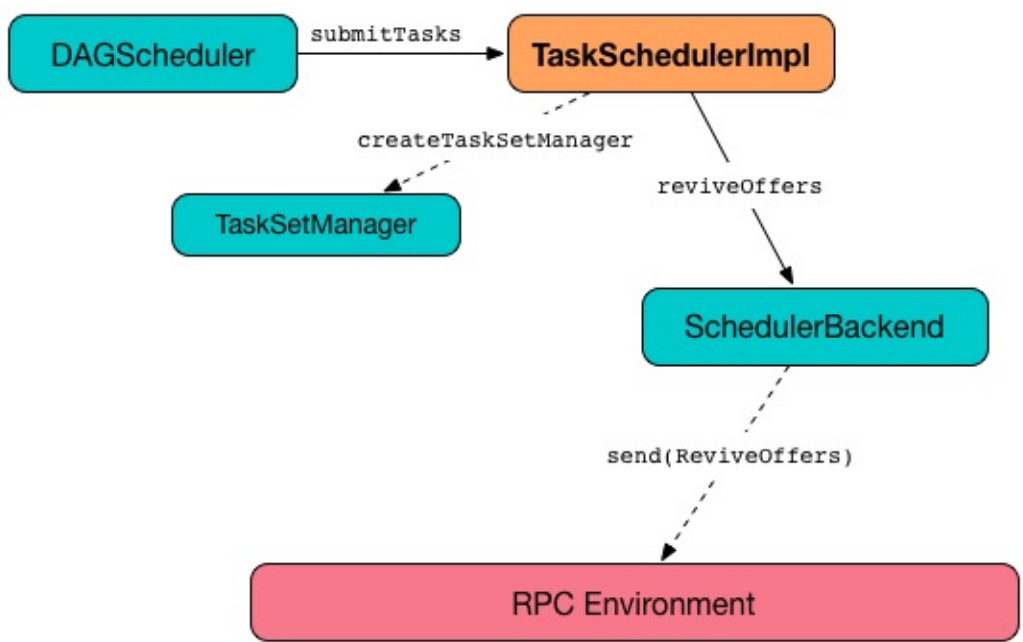 DAGScheduler
submitTasks
TaskSchedulerImpl
createTaskSetManager
reviveOffers
TaskSetManager
SchedulerBackend
send(ReviveOffers)
RPC Environment